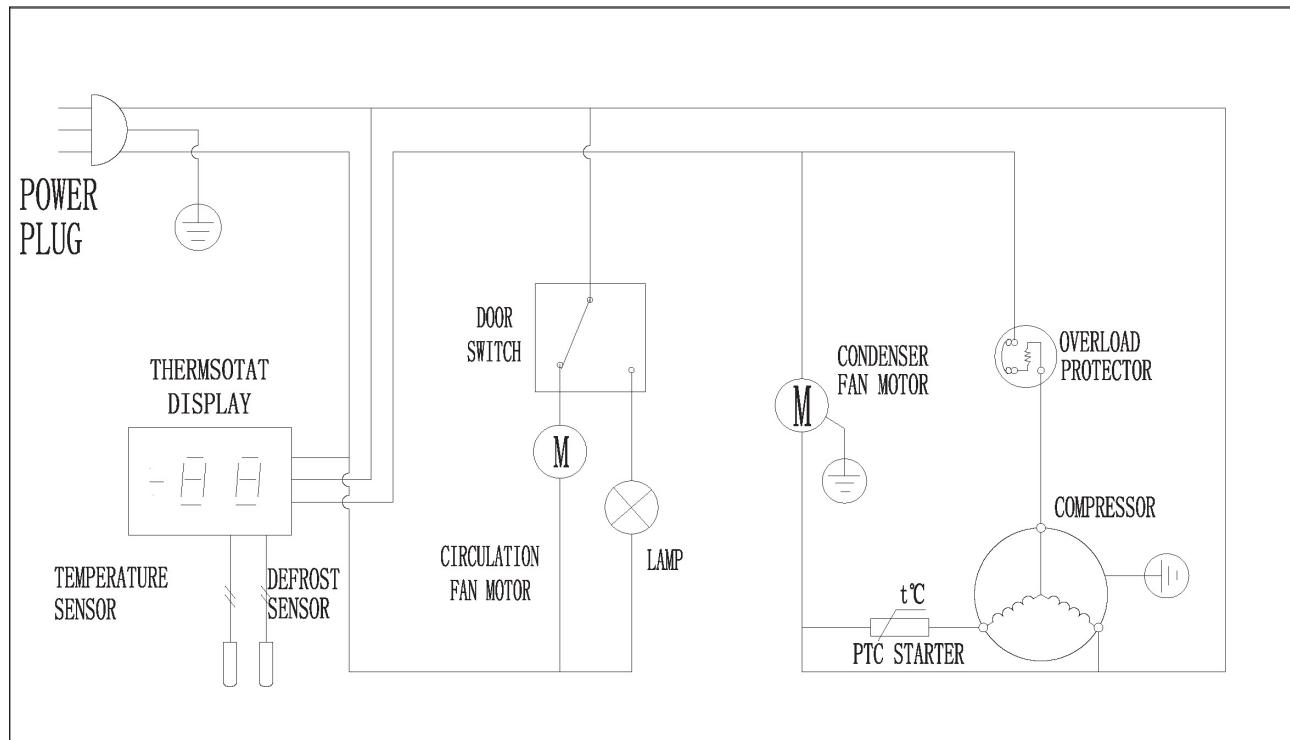 POWER
PLUG
DOOR
SWITCH
THERMSOTAT
DISPLAY
CONDENSER
FAN MOTOR
OVERLOAD
PROTECTOR
M
M
-88
COMPRESSOR
CIRCULATION
FAN MOTOR
LAMP
TEMPERATURE
SENSOR
DEFROST
SENSOR
t℃
PTC STARTER